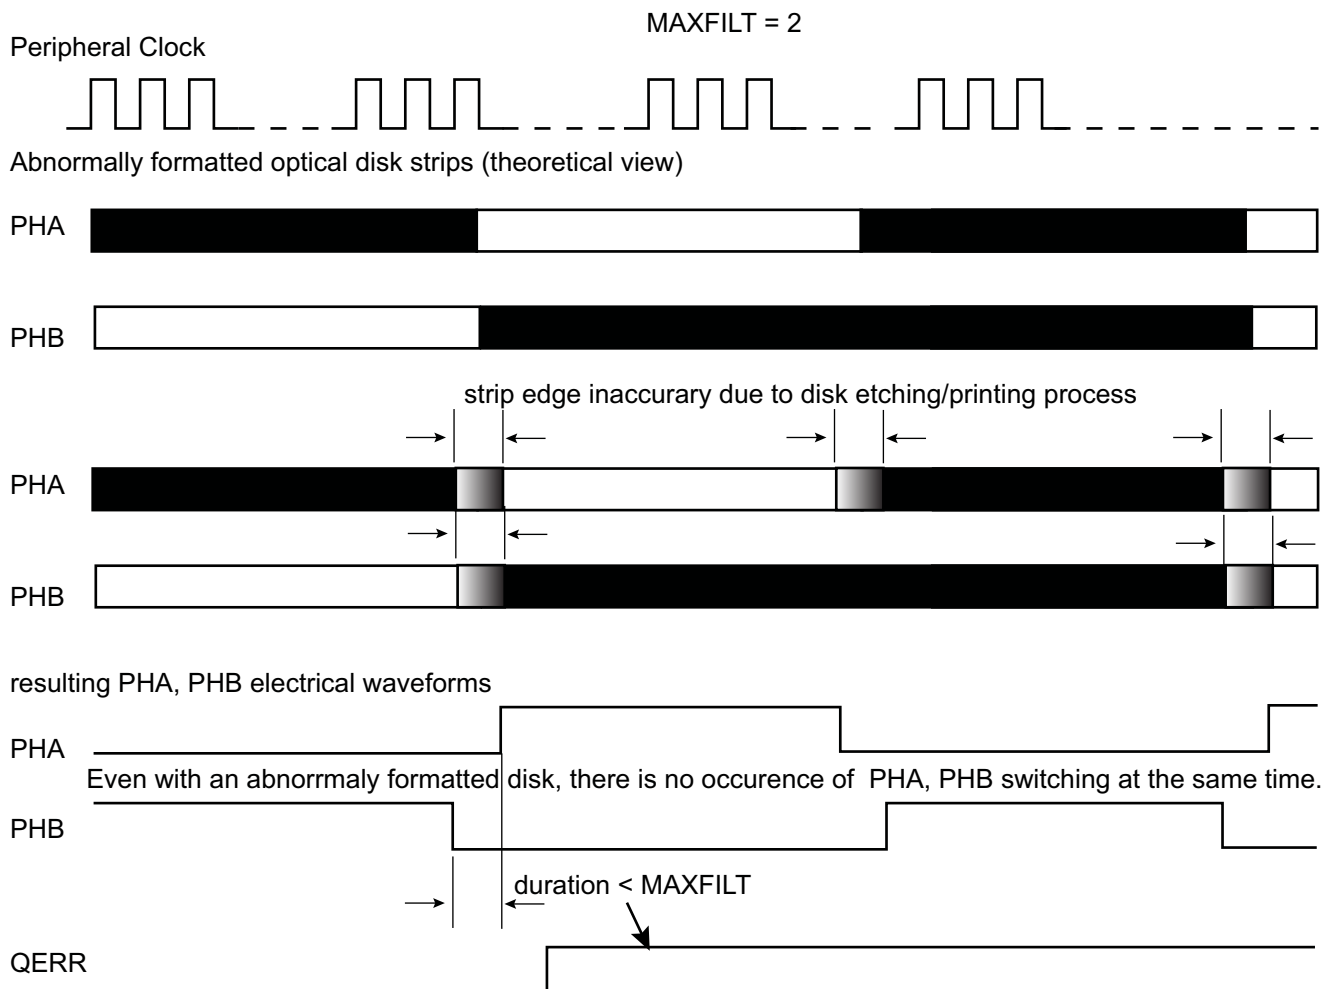 MAXFILT = 2
Peripheral Clock
Abnormally formatted optical disk strips (theoretical view)
PHA
PHB
strip edge inaccurary due to disk etching/printing process
PHA
PHB
resulting PHA, PHB electrical waveforms
PHA
Even with an abnorrmaly formatted disk, there is no occurence of PHA, PHB switching at the same time.
PHB
duration < MAXFILT
QERR